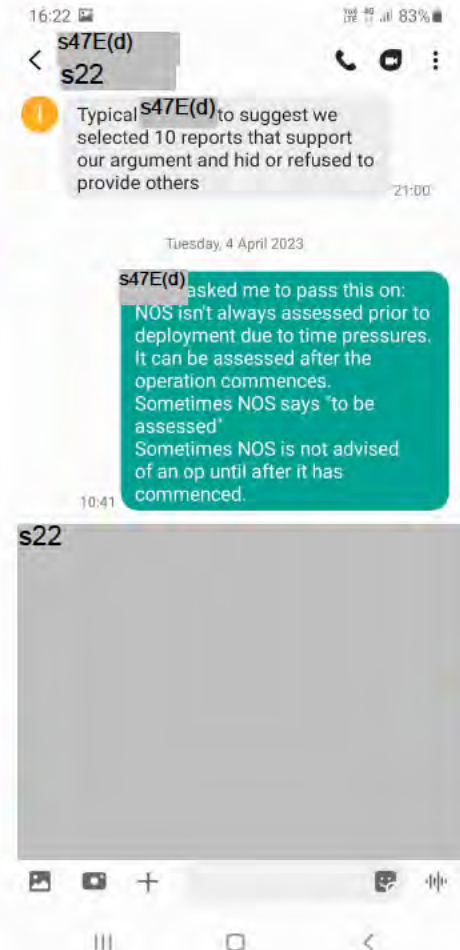 16:22
83%
s47E(d)
s22
Typical s47E(d) to suggest we
selected 10 reports that support
our argument and hid or refused to
provide others
21:00
Tuesday, 4 April 2023
s47E(d) asked me to pass this on:
NOS isn't always assessed prior to
deployment due to time pressures.
It can be assessed after the
operation commences.
Sometimes NOS says "to be
assessed"
Sometimes NOS is not advised
of an op until after it has
commenced.
10:41
s22